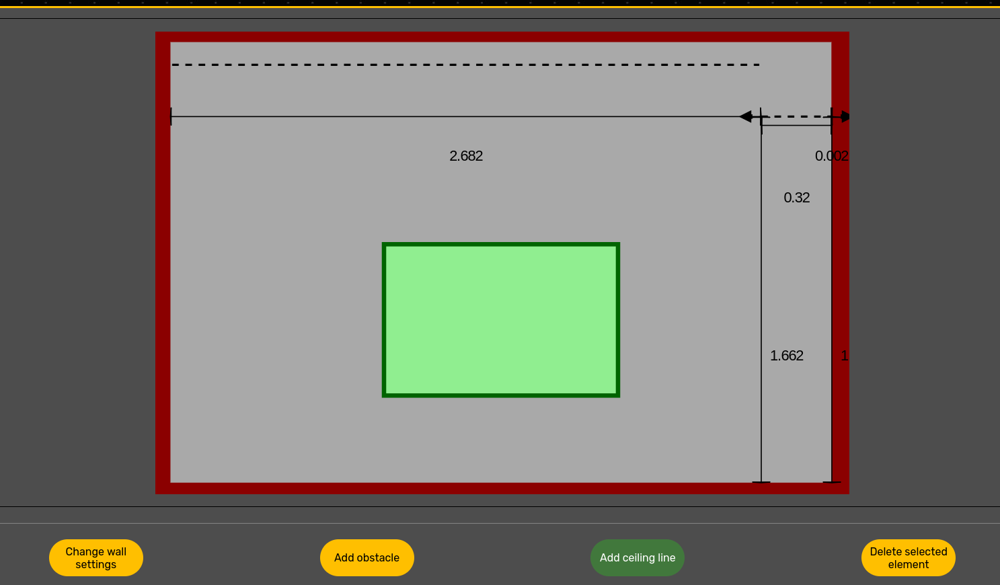 2.682
0.002
0.32
1.662
1
Change wall
settings
Add obstacle
Add ceiling line
Delete selected
element